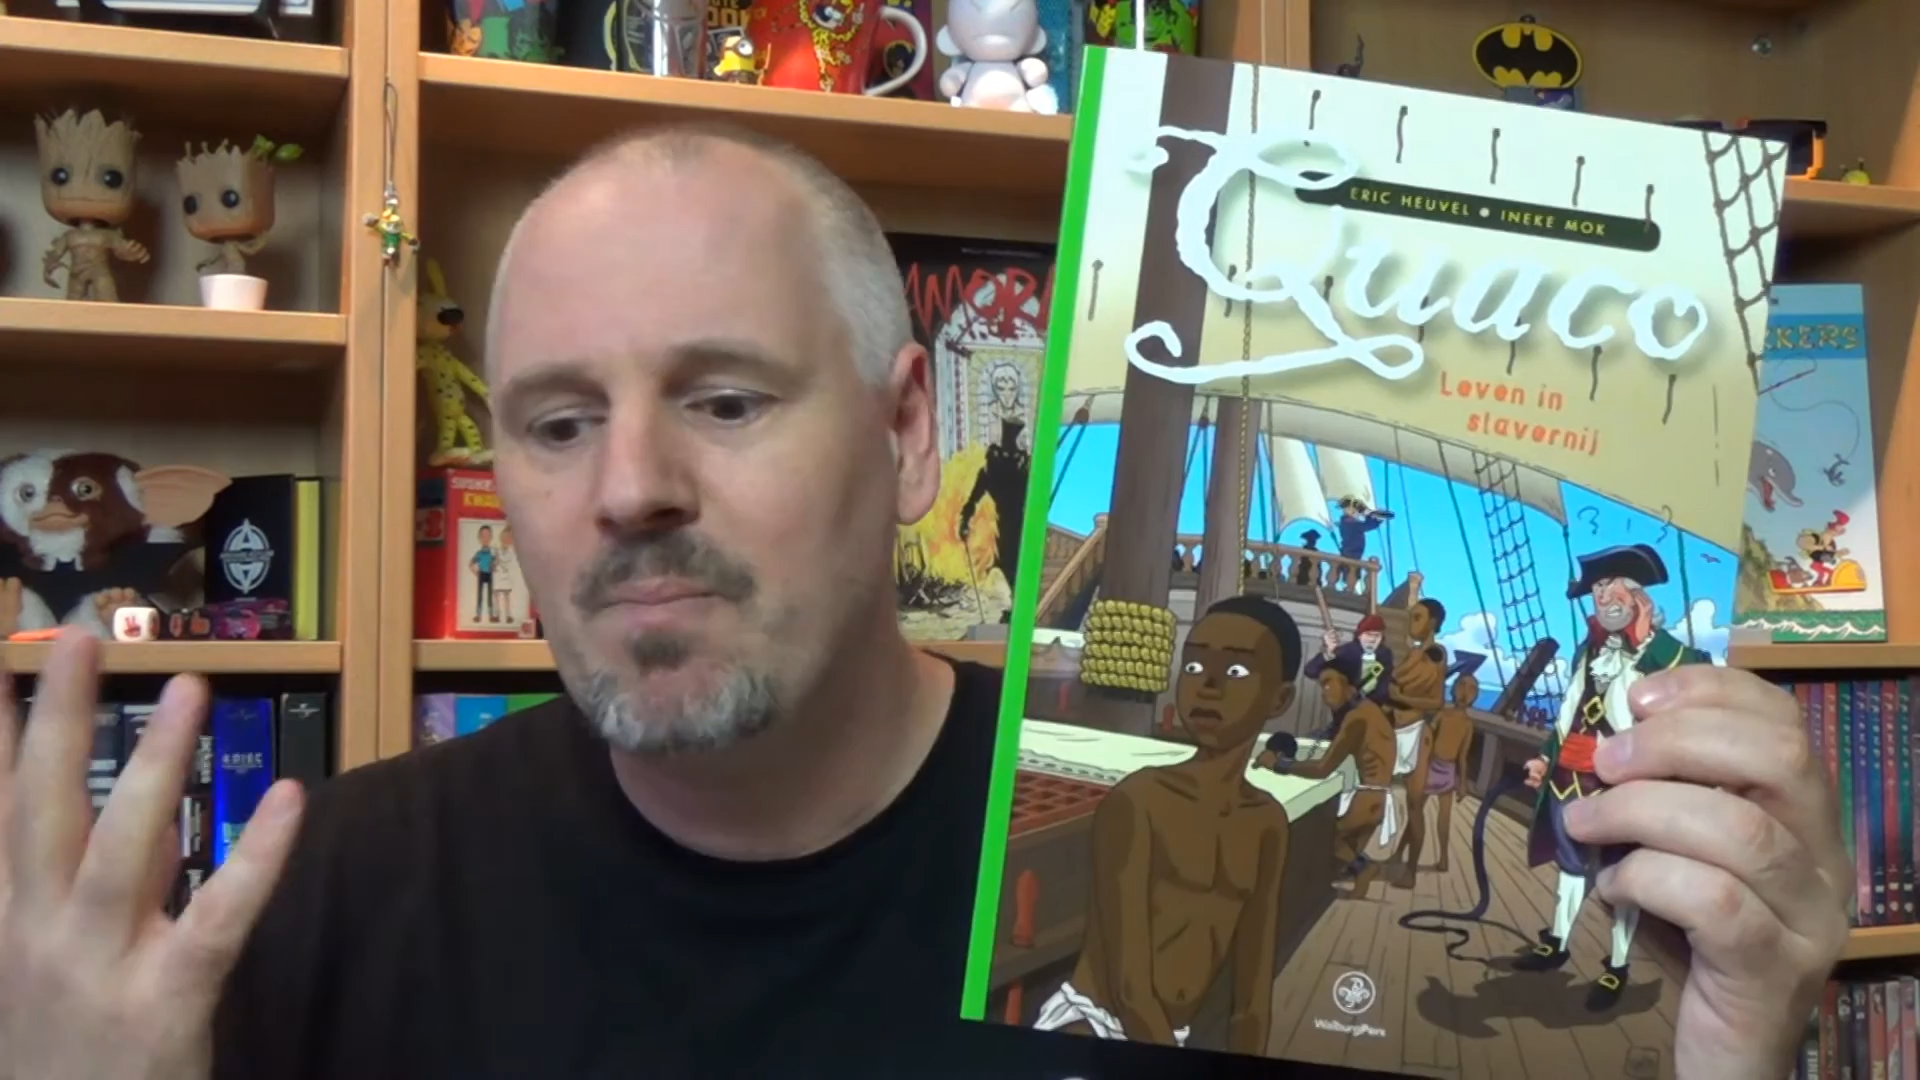 ERIC HEUVEL • INEKE MOK
Quaco
Leven in
slavernij
WalburgPers